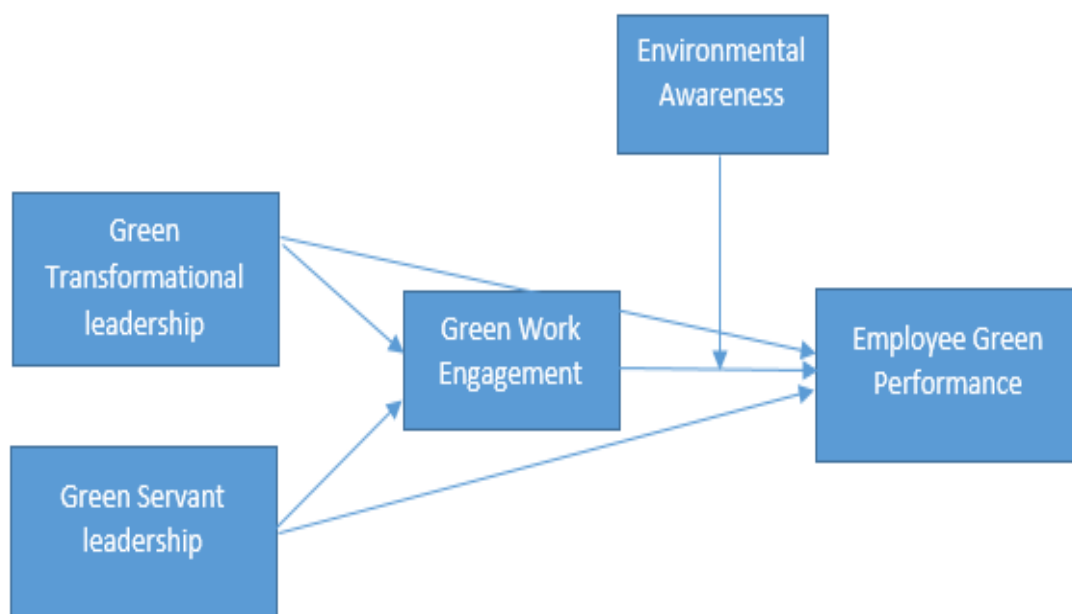 Environmental
Awareness
Green
Transformational
leadership
Green Work
Engagement
Employee Green
Performance
Green Servant
leadership